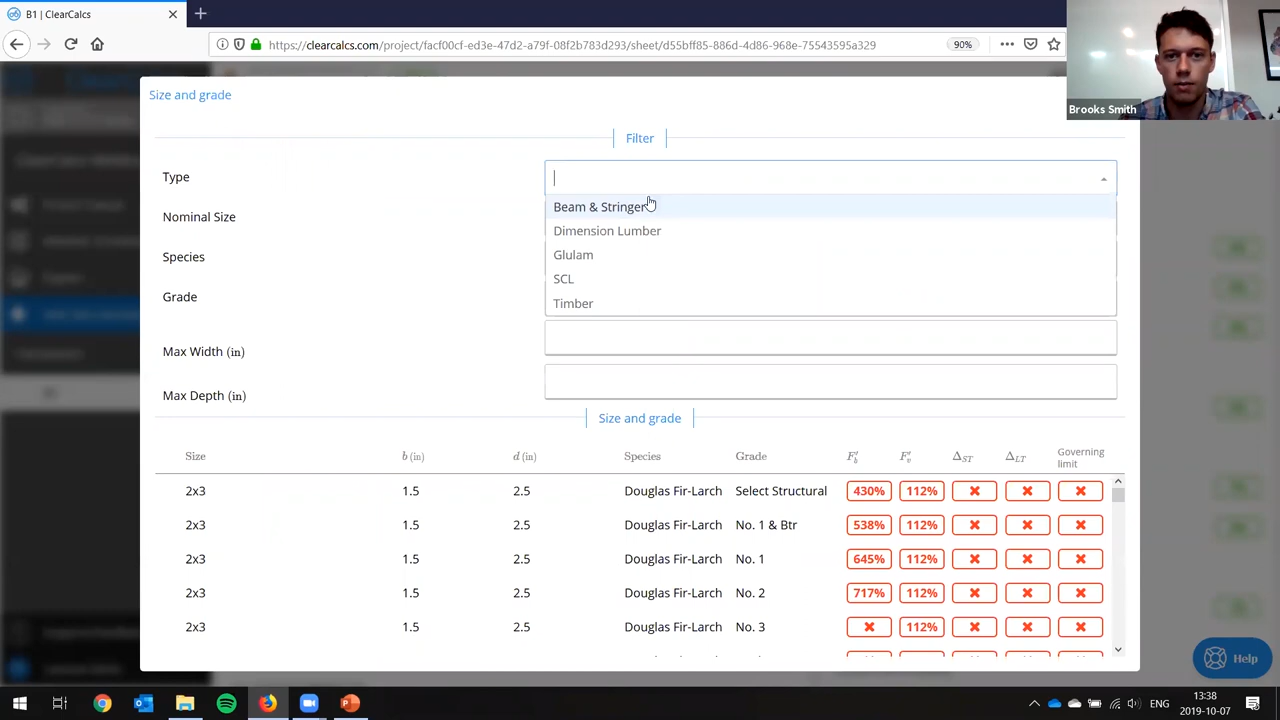 B1 | ClearCalcs
https://clearcalcs.com/project/facf00cf-ed3e-47d2-a79f-08f2b783d293/sheet/d55bff85-886d-4d86-968e-75543595a329
90%
Brooks Smith
Size and grade
Filter
Type
Beam & Stringer
Nominal Size
Dimension Lumber
Species
Glulam
SCL
Grade
Timber
Max Width (in)
Max Depth (in)
Size and grade
Size b (in) d (in) Species Grade F'b F'v ΔST ΔLT Governing limit
2x3 1.5 2.5 Douglas Fir-Larch Select Structural 430% 112%
2x3 1.5 2.5 Douglas Fir-Larch No. 1 & Btr 538% 112%
2x3 1.5 2.5 Douglas Fir-Larch No. 1 645% 112%
2x3 1.5 2.5 Douglas Fir-Larch No. 2 717% 112%
2x3 1.5 2.5 Douglas Fir-Larch No. 3 112%
Help
ENG
13:38
2019-10-07